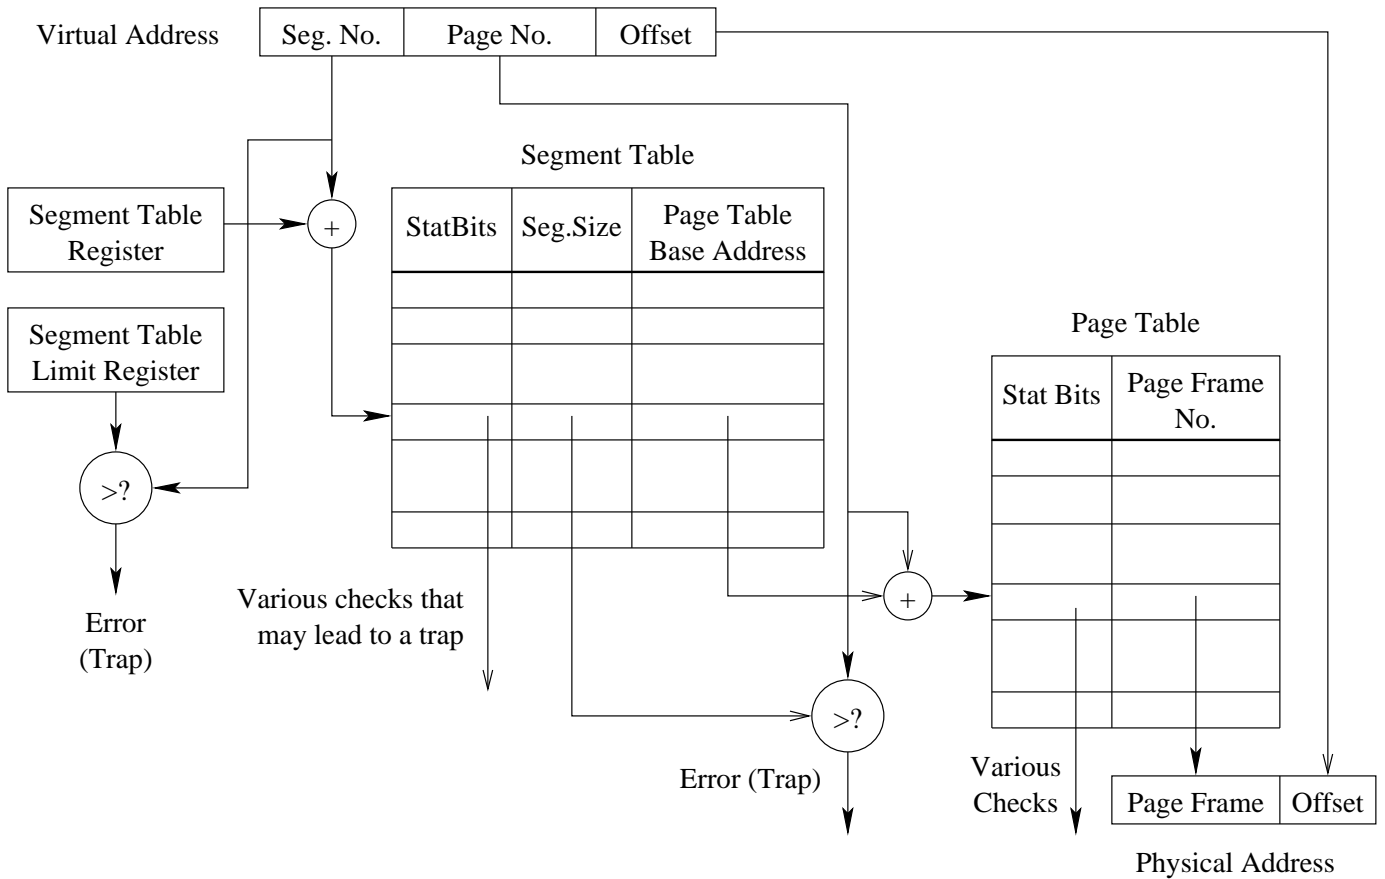 Virtual Address
Seg. No.
Page No.
Offset
Segment Table
Segment Table
Register
+
StatBits
Seg.Size
Page Table
Base Address
Segment Table
Limit Register
Page Table
Stat Bits
Page Frame
No.
>?
Error
(Trap)
Various checks that
may lead to a trap
+
>?
Error (Trap)
Various
Checks
Page Frame
Offset
Physical Address